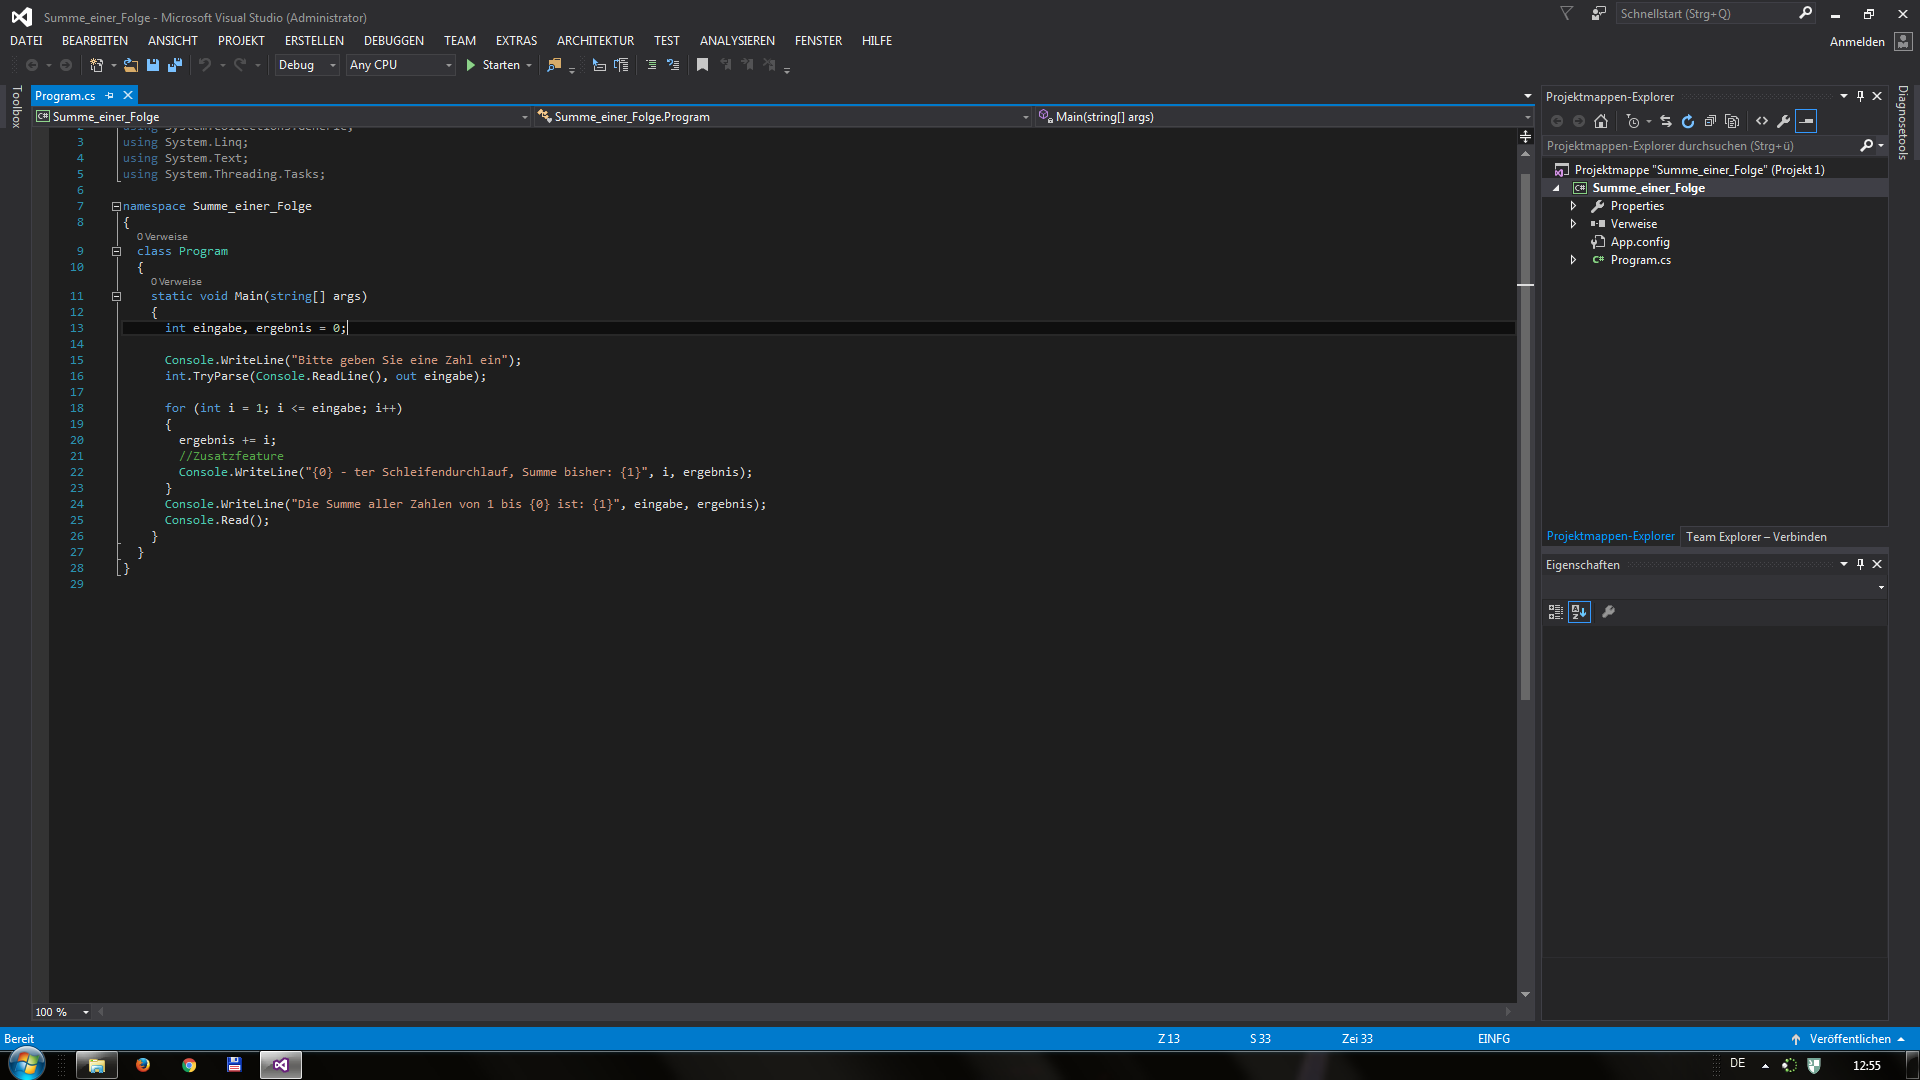 Summe_einer_Folge - Microsoft Visual Studio (Administrator)
Schnellstart (Strg+Q)
DATEI BEARBEITEN ANSICHT PROJEKT ERSTELLEN DEBUGGEN TEAM EXTRAS ARCHITEKTUR TEST ANALYSIEREN FENSTER HILFE
Anmelden
Debug Any CPU Starten
Toolbox
Program.cs
Summe_einer_Folge Summe_einer_Folge.Program Main(string[] args)
2 using System.Collections.Generic;
3 using System.Linq;
4 using System.Text;
5 using System.Threading.Tasks;
6
7 namespace Summe_einer_Folge
8 {
0 Verweise
9 class Program
10 {
0 Verweise
11 static void Main(string[] args)
12 {
13 int eingabe, ergebnis = 0;
14
15 Console.WriteLine("Bitte geben Sie eine Zahl ein");
16 int.TryParse(Console.ReadLine(), out eingabe);
17
18 for (int i = 1; i <= eingabe; i++)
19 {
20 ergebnis += i;
21 //Zusatzfeature
22 Console.WriteLine("{0} - ter Schleifendurchlauf, Summe bisher: {1}", i, ergebnis);
23 }
24 Console.WriteLine("Die Summe aller Zahlen von 1 bis {0} ist: {1}", eingabe, ergebnis);
25 Console.Read();
26 }
27 }
28 }
29
100 %
Projektmappen-Explorer
Projektmappen-Explorer durchsuchen (Strg+ü)
Projektmappe "Summe_einer_Folge" (Projekt 1)
C# Summe_einer_Folge
Properties
Verweise
App.config
C# Program.cs
Projektmappen-Explorer Team Explorer – Verbinden
Eigenschaften
Diagnosetools
Bereit Z 13 S 33 Zei 33 EINFG Veröffentlichen
DE 12:55